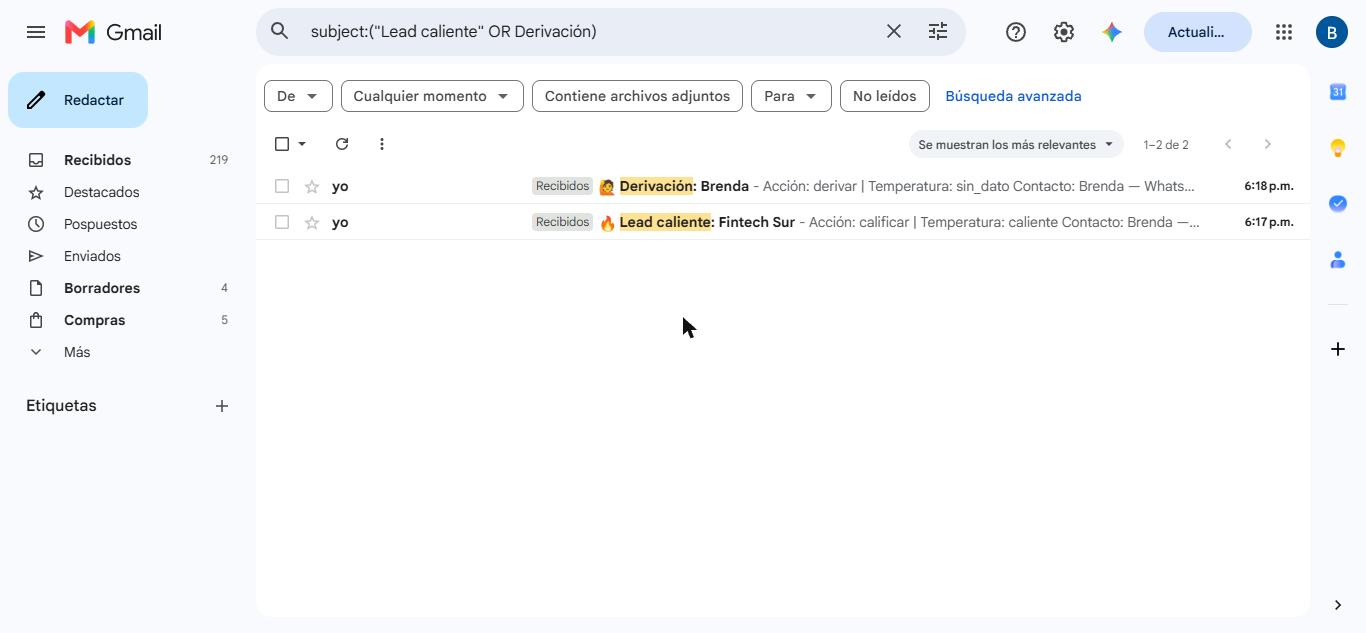 Gmail
subject:("Lead caliente" OR Derivación)
Actuali...
B
Redactar
De
Cualquier momento
Contiene archivos adjuntos
Para
No leídos
Búsqueda avanzada
31
Se muestran los más relevantes
1–2 de 2
Recibidos 219
Destacados
Pospuestos
Enviados
Borradores 4
Compras 5
Más
Etiquetas
yo Recibidos 🙋 Derivación: Brenda - Acción: derivar | Temperatura: sin_dato Contacto: Brenda — Whats... 6:18 p.m.
yo Recibidos 🔥 Lead caliente: Fintech Sur - Acción: calificar | Temperatura: caliente Contacto: Brenda —... 6:17 p.m.